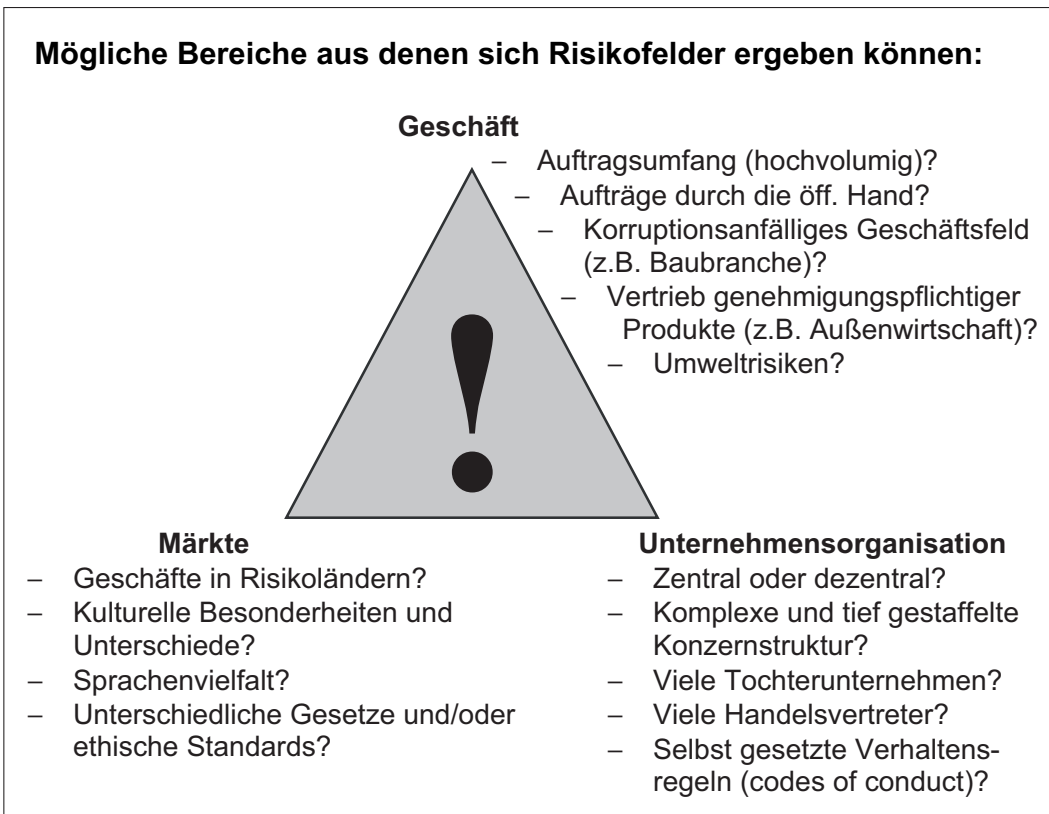 Mögliche Bereiche aus denen sich Risikofelder ergeben können:
Geschäft
– Auftragsumfang (hochvolumig)?
– Aufträge durch die öff. Hand?
– Korruptionsanfälliges Geschäftsfeld
(z.B. Baubranche)?
– Vertrieb genehmigungspflichtiger
Produkte (z.B. Außenwirtschaft)?
– Umweltrisiken?
!
Märkte
– Geschäfte in Risikoländern?
– Kulturelle Besonderheiten und
Unterschiede?
– Sprachenvielfalt?
– Unterschiedliche Gesetze und/oder
ethische Standards?
Unternehmensorganisation
– Zentral oder dezentral?
– Komplexe und tief gestaffelte
Konzernstruktur?
– Viele Tochterunternehmen?
– Viele Handelsvertreter?
– Selbst gesetzte Verhaltens-
regeln (codes of conduct)?